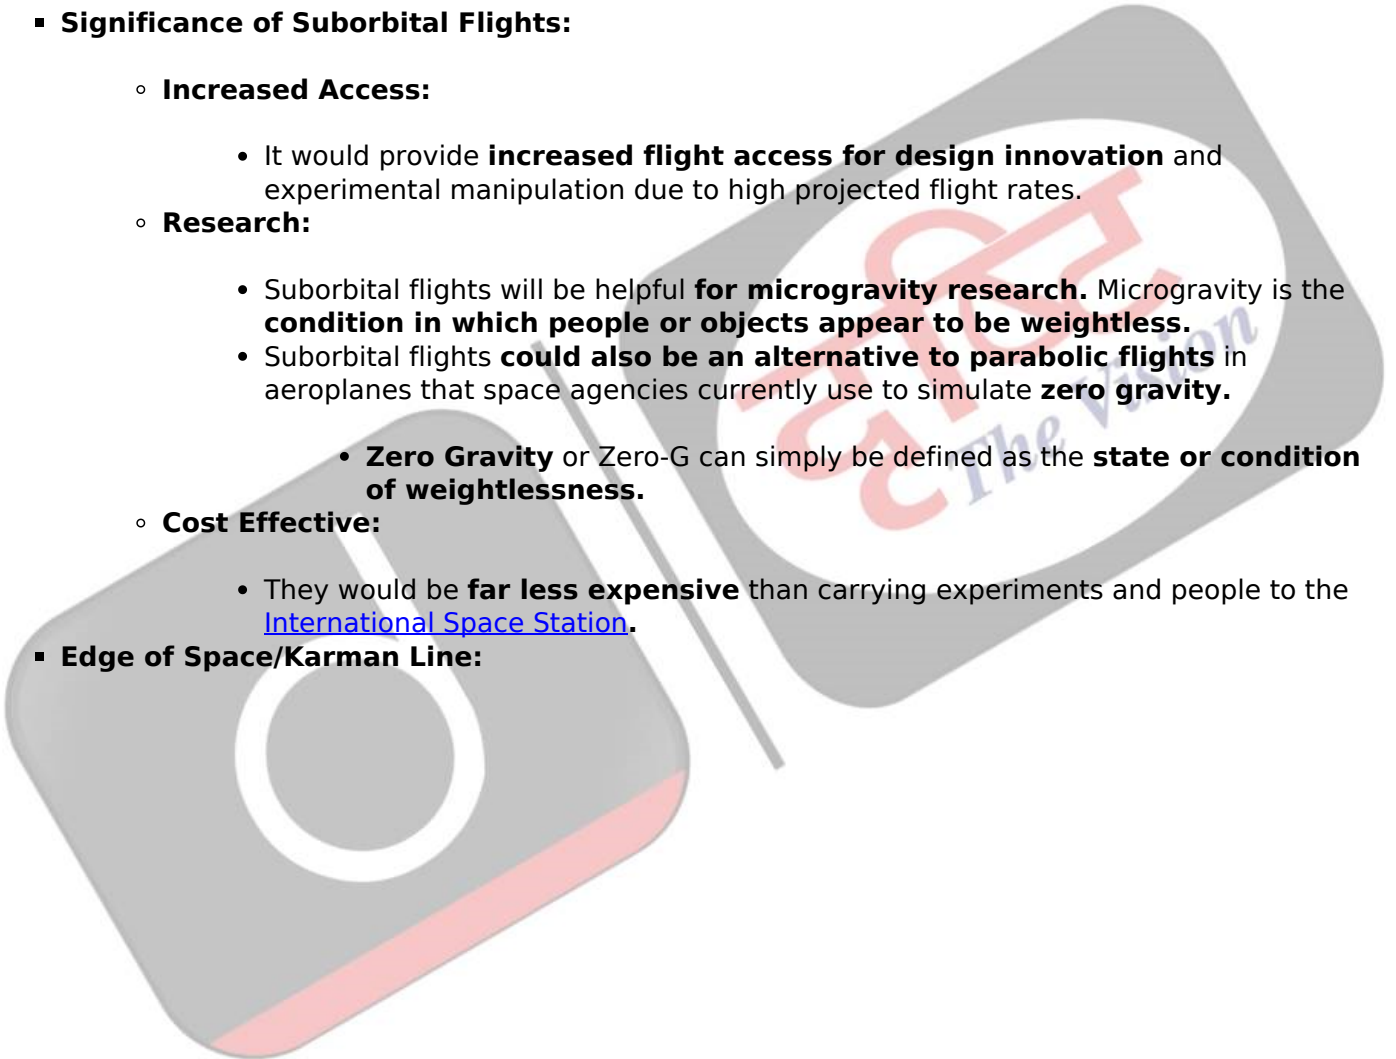 ▪ Significance of Suborbital Flights:
◦ Increased Access:
• It would provide increased flight access for design innovation and
experimental manipulation due to high projected flight rates.
◦ Research:
• Suborbital flights will be helpful for microgravity research. Microgravity is the
condition in which people or objects appear to be weightless.
• Suborbital flights could also be an alternative to parabolic flights in
aeroplanes that space agencies currently use to simulate zero gravity.
• Zero Gravity or Zero-G can simply be defined as the state or condition
of weightlessness.
◦ Cost Effective:
• They would be far less expensive than carrying experiments and people to the
International Space Station.
▪ Edge of Space/Karman Line:
दृष्टि
The Vision